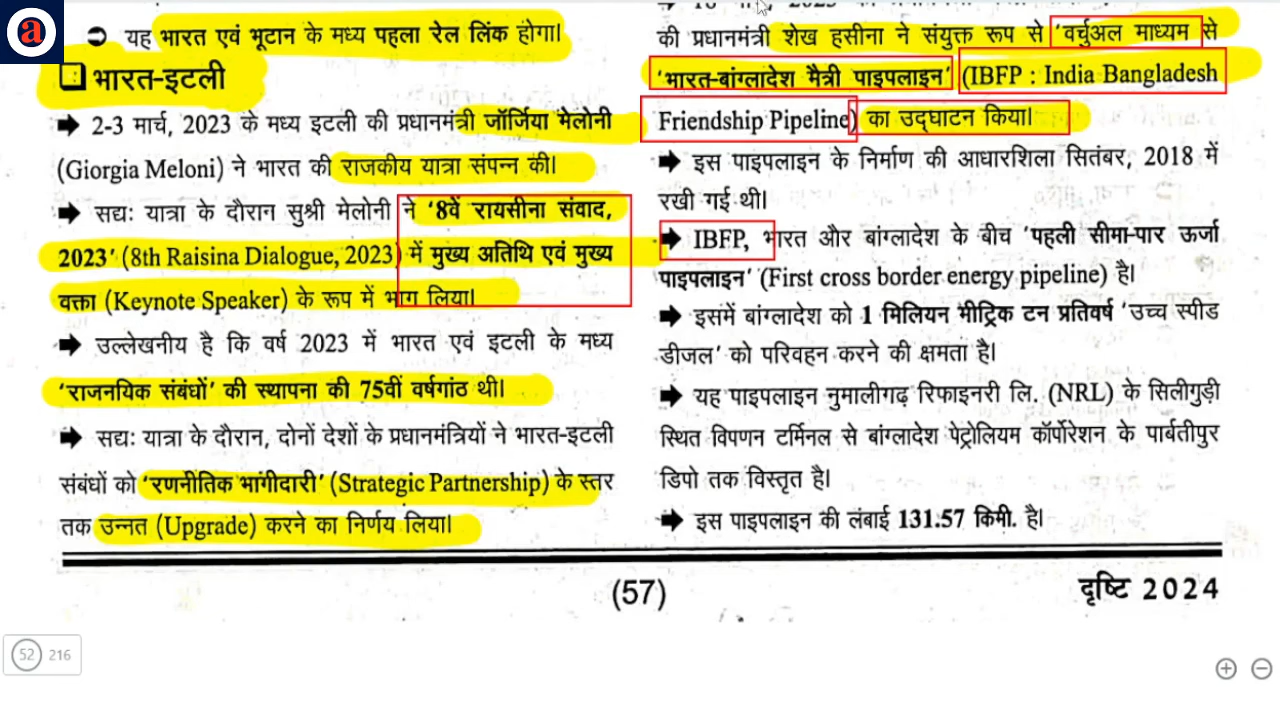 a
➲ यह भारत एवं भूटान के मध्य पहला रेल लिंक होगा।
❑ भारत-इटली
➡ 2-3 मार्च, 2023 के मध्य इटली की प्रधानमंत्री जॉर्जिया मेलोनी
(Giorgia Meloni) ने भारत की राजकीय यात्रा संपन्न की।
➡ सद्यः यात्रा के दौरान सुश्री मेलोनी ने ‘8वें रायसीना संवाद,
2023’ (8th Raisina Dialogue, 2023) में मुख्य अतिथि एवं मुख्य
वक्ता (Keynote Speaker) के रूप में भाग लिया।
➡ उल्लेखनीय है कि वर्ष 2023 में भारत एवं इटली के मध्य
‘राजनयिक संबंधों’ की स्थापना की 75वीं वर्षगांठ थी।
➡ सद्यः यात्रा के दौरान, दोनों देशों के प्रधानमंत्रियों ने भारत-इटली
संबंधों को ‘रणनीतिक भागीदारी’ (Strategic Partnership) के स्तर
तक उन्नत (Upgrade) करने का निर्णय लिया।
की प्रधानमंत्री शेख हसीना ने संयुक्त रूप से ‘वर्चुअल माध्यम’ से
‘भारत-बांग्लादेश मैत्री पाइपलाइन’ (IBFP : India Bangladesh
Friendship Pipeline) का उद्घाटन किया।
➡ इस पाइपलाइन के निर्माण की आधारशिला सितंबर, 2018 में
रखी गई थी।
➡ IBFP, भारत और बांग्लादेश के बीच ‘पहली सीमा-पार ऊर्जा
पाइपलाइन’ (First cross border energy pipeline) है।
➡ इसमें बांग्लादेश को 1 मिलियन मीट्रिक टन प्रतिवर्ष ‘उच्च स्पीड
डीजल’ को परिवहन करने की क्षमता है।
➡ यह पाइपलाइन नुमालीगढ़ रिफाइनरी लि. (NRL) के सिलीगुड़ी
स्थित विपणन टर्मिनल से बांग्लादेश पेट्रोलियम कॉर्पोरेशन के पार्बतीपुर
डिपो तक विस्तृत है।
➡ इस पाइपलाइन की लंबाई 131.57 किमी. है।
(57)
दृष्टि 2024
52 216